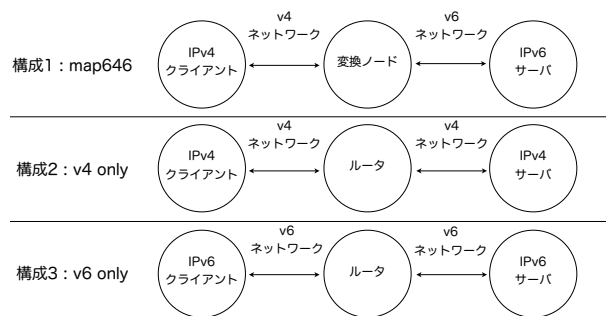 v4
ネットワーク
v6
ネットワーク
構成1 : map646
IPv4
クライアント
変換ノード
IPv6
サーバ
v4
ネットワーク
v4
ネットワーク
構成2 : v4 only
IPv4
クライアント
ルータ
IPv4
サーバ
v6
ネットワーク
v6
ネットワーク
構成3 : v6 only
IPv6
クライアント
ルータ
IPv6
サーバ